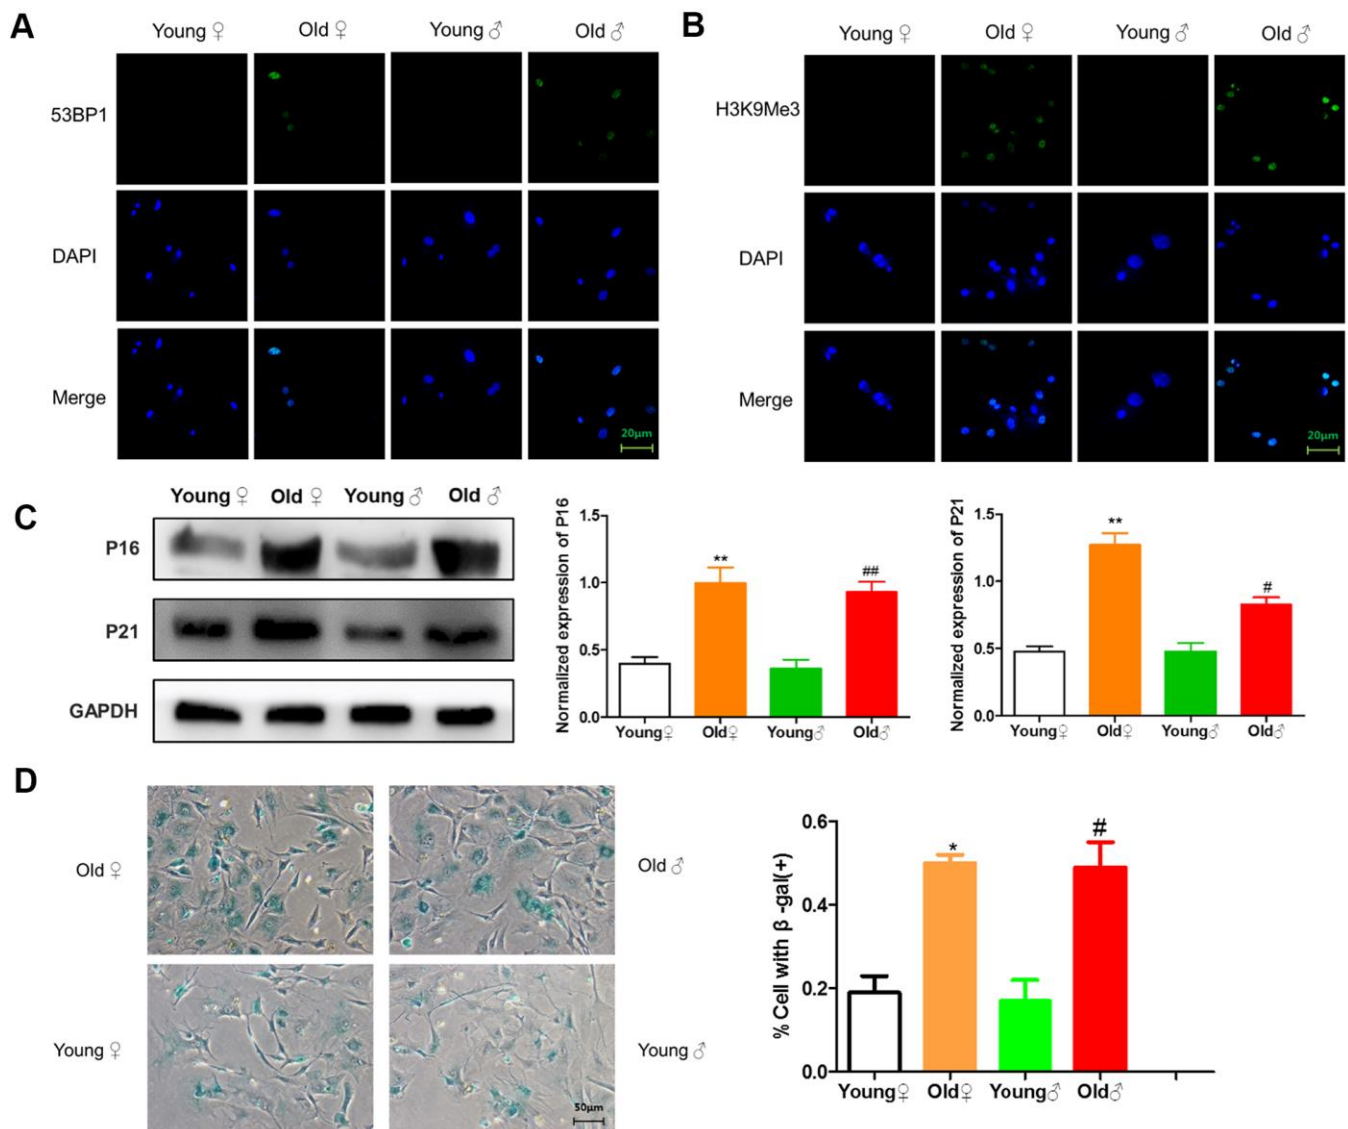 A
Young♀ Old♀ Young♂ Old♂
53BP1
DAPI
Merge
20μm
B
Young♀ Old♀ Young♂ Old♂
H3K9Me3
DAPI
Merge
20μm
C
Young♀ Old♀ Young♂ Old♂
P16
P21
GAPDH
Normalized expression of P16
1.5
1.0
0.5
0.0
** ##
Young♀ Old♀ Young♂ Old♂
Normalized expression of P21
1.5
1.0
0.5
0.0
** #
Young♀ Old♀ Young♂ Old♂
D
Old♀
Old♂
Young♀
Young♂
50μm
% Cell with β -gal(+)
0.6
0.4
0.2
0.0
* #
Young♀ Old♀ Young♂ Old♂